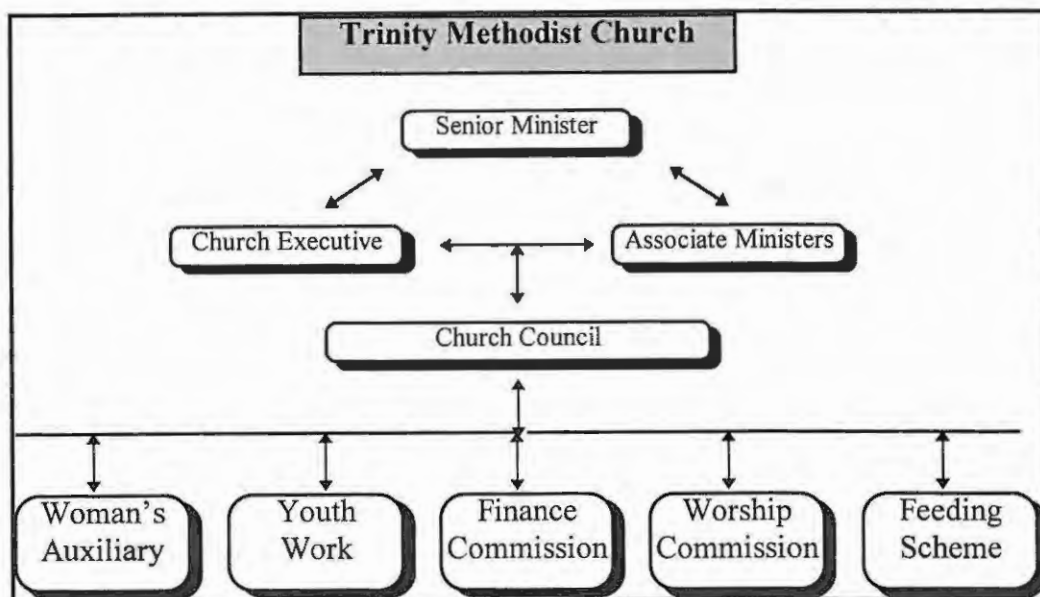 Trinity Methodist Church
Senior Minister
Church Executive
Associate Ministers
Church Council
Woman's
Auxiliary
Youth
Work
Finance
Commission
Worship
Commission
Feeding
Scheme